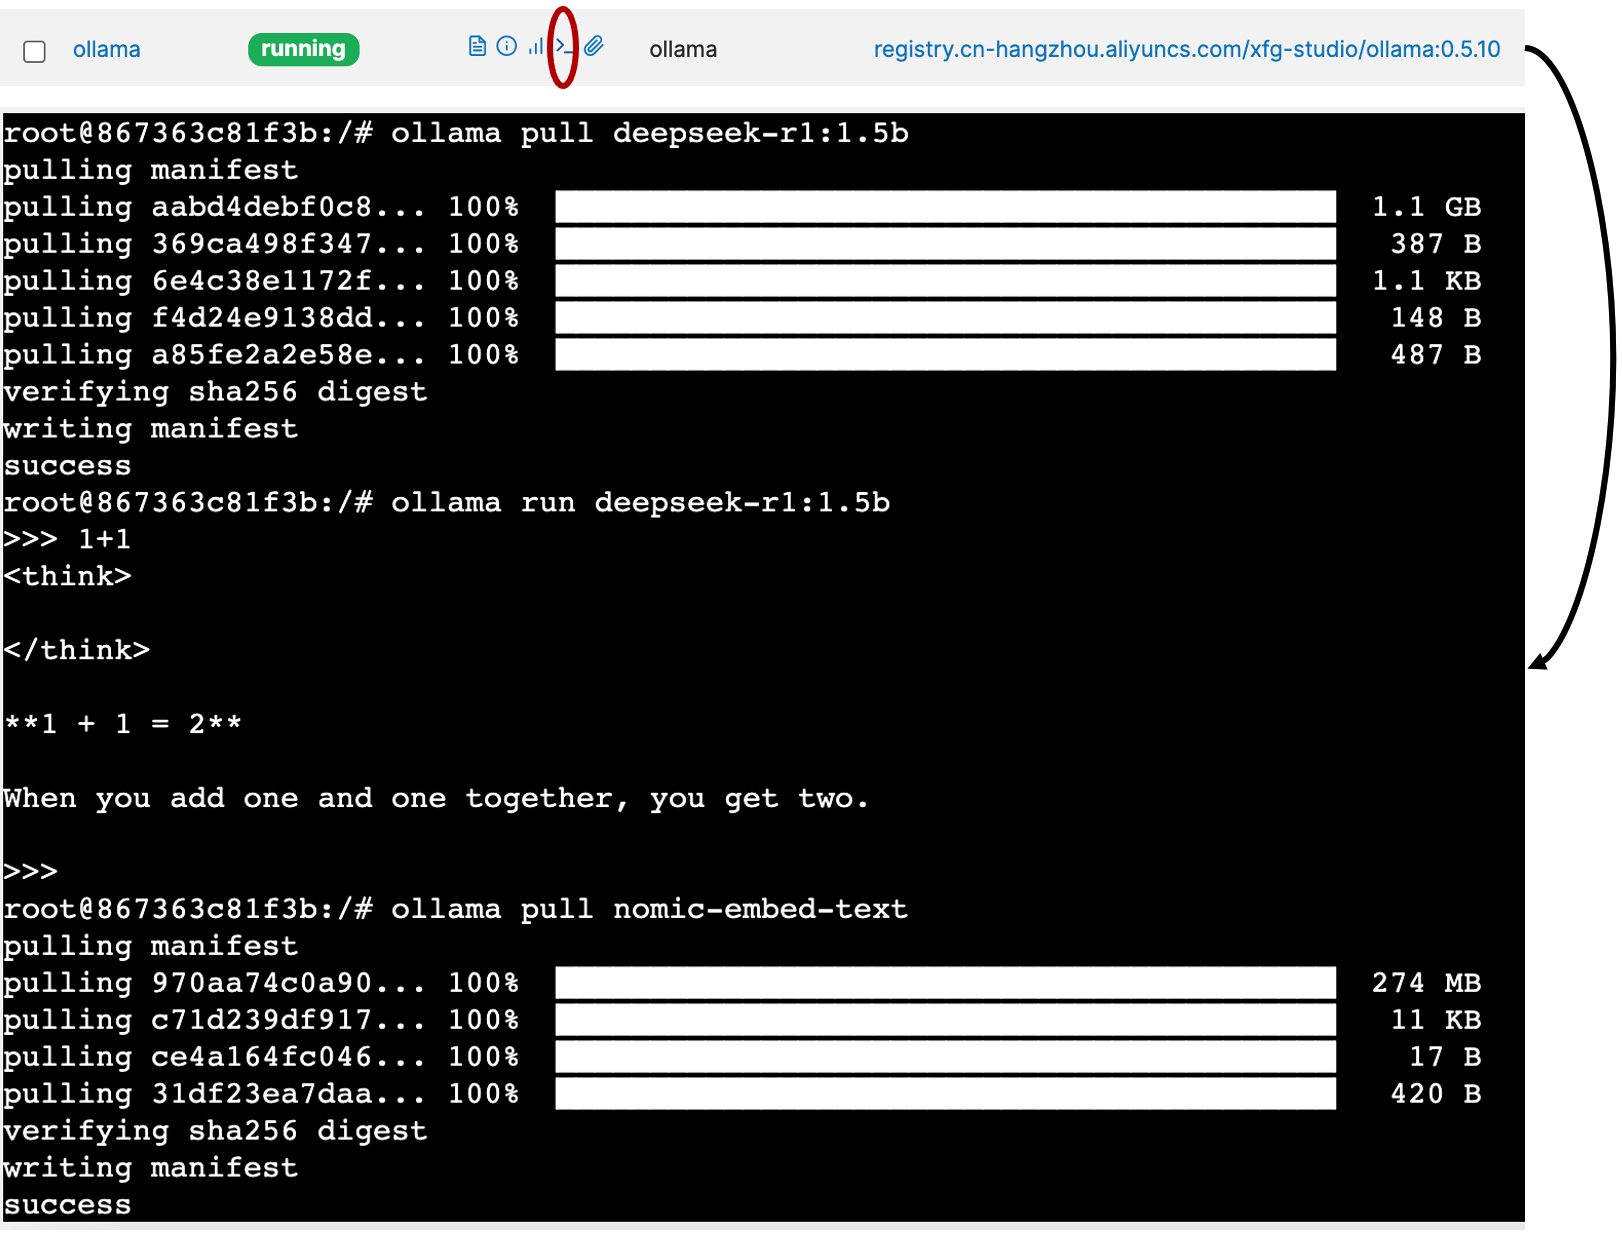 ollama running >_ ollama registry.cn-hangzhou.aliyuncs.com/xfg-studio/ollama:0.5.10
root@867363c81f3b:/# ollama pull deepseek-r1:1.5b
pulling manifest
pulling aabd4debf0c8... 100% 1.1 GB
pulling 369ca498f347... 100% 387 B
pulling 6e4c38e1172f... 100% 1.1 KB
pulling f4d24e9138dd... 100% 148 B
pulling a85fe2a2e58e... 100% 487 B
verifying sha256 digest
writing manifest
success
root@867363c81f3b:/# ollama run deepseek-r1:1.5b
>>> 1+1
<think>
</think>
**1 + 1 = 2**
When you add one and one together, you get two.
>>>
root@867363c81f3b:/# ollama pull nomic-embed-text
pulling manifest
pulling 970aa74c0a90... 100% 274 MB
pulling c71d239df917... 100% 11 KB
pulling ce4a164fc046... 100% 17 B
pulling 31df23ea7daa... 100% 420 B
verifying sha256 digest
writing manifest
success